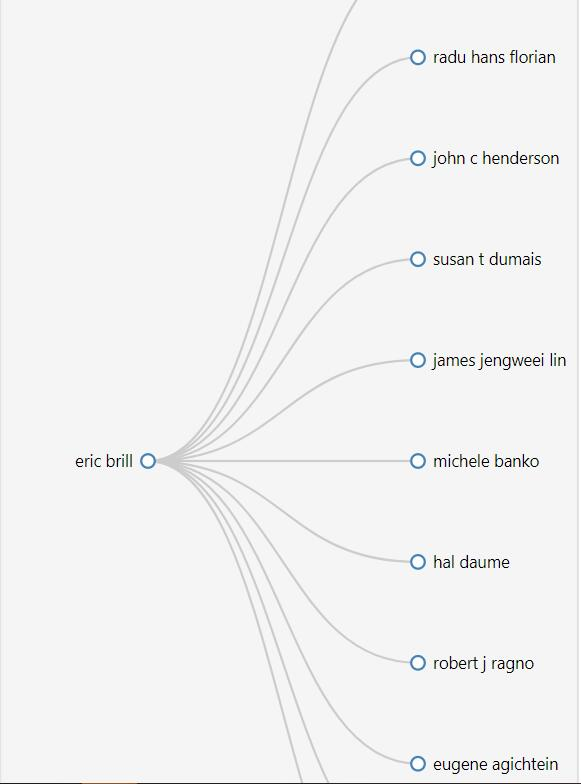 radu hans florian
john c henderson
susan t dumais
james jengweei lin
eric brill
michele banko
hal daume
robert j ragno
eugene agichtein